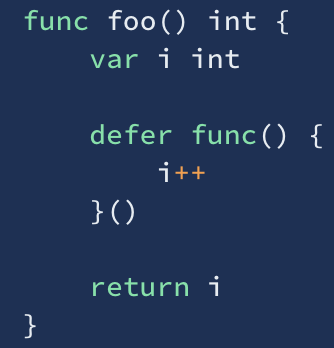 func foo() int {
    var i int

    defer func() {
        i++
    }()

    return i
}